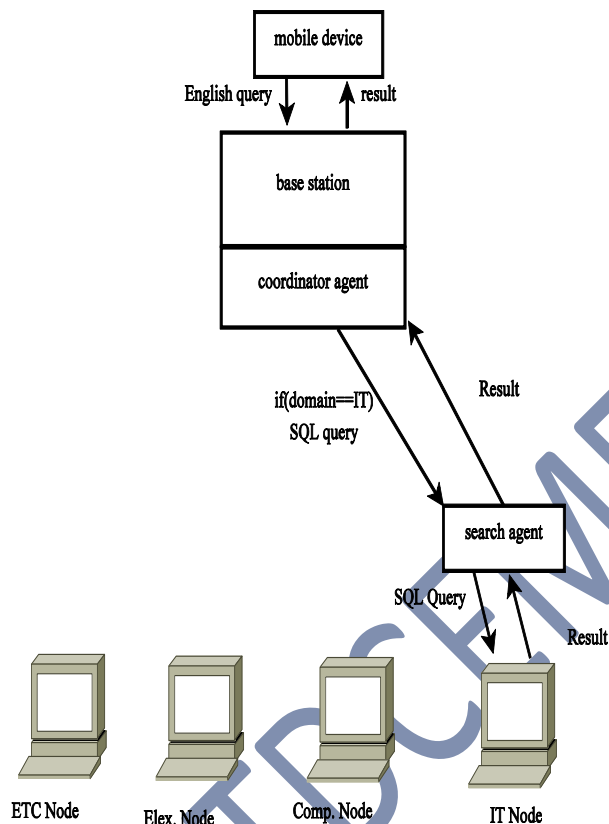 mobile device
English query
result
base station
coordinator agent
if(domain==IT)
SQL query
Result
search agent
SQL Query
Result
ETC Node
Elex. Node
Comp. Node
IT Node